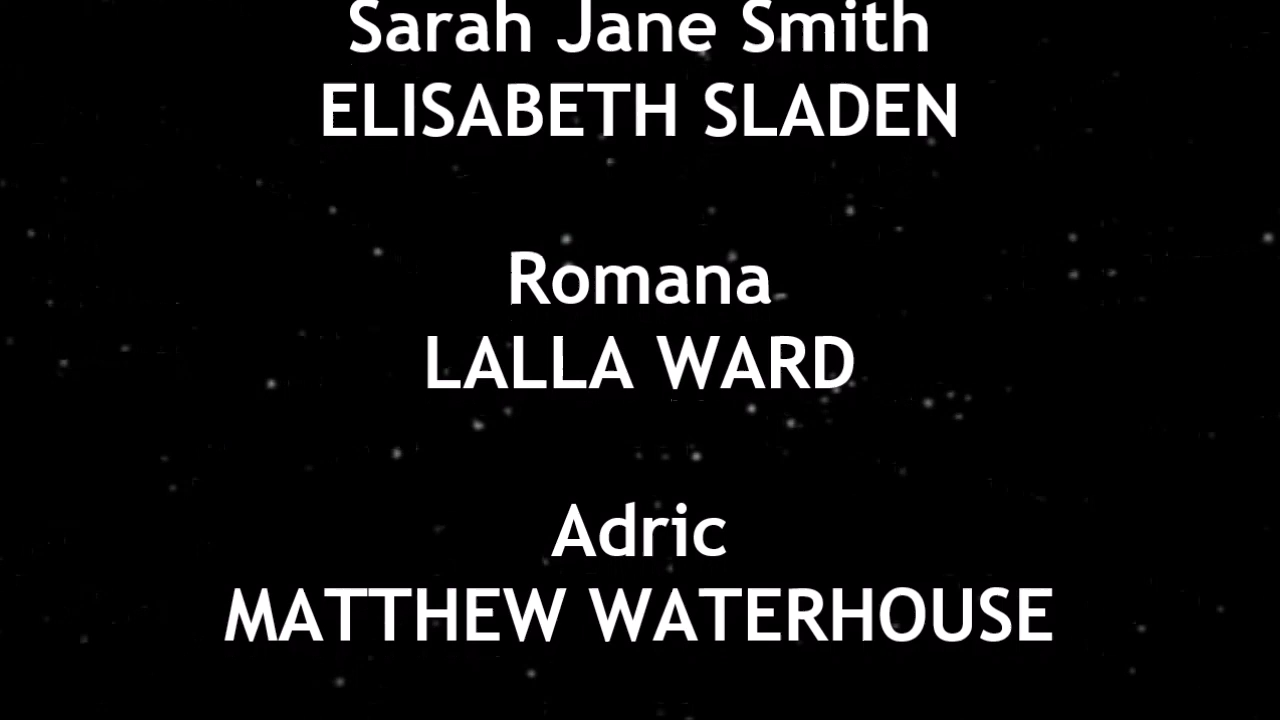 Sarah Jane Smith
ELISABETH SLADEN
Romana
LALLA WARD
Adric
MATTHEW WATERHOUSE